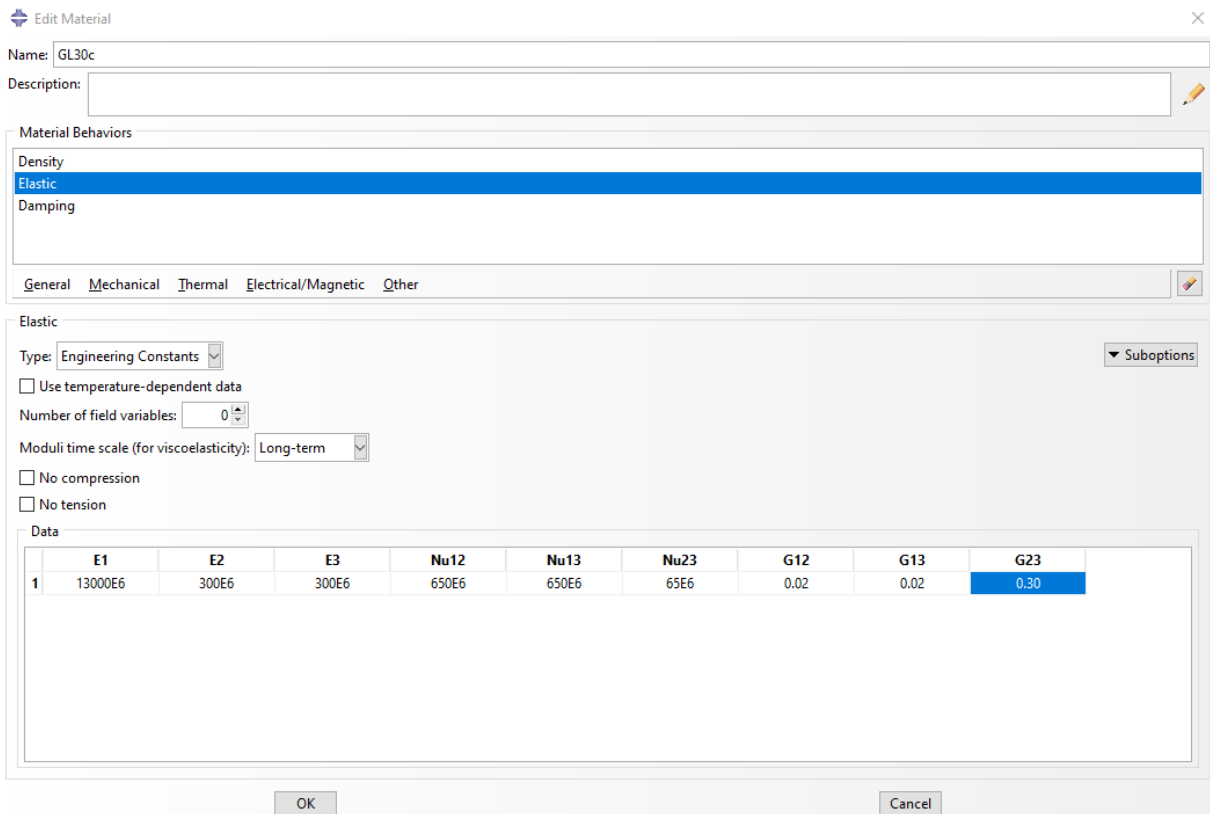 Edit Material
Name: GL30c
Description:
Material Behaviors
Density
Elastic
Damping
General Mechanical Thermal Electrical/Magnetic Other
Elastic
Type: Engineering Constants
Suboptions
Use temperature-dependent data
Number of field variables: 0
Moduli time scale (for viscoelasticity): Long-term
No compression
No tension
Data
E1 E2 E3 Nu12 Nu13 Nu23 G12 G13 G23
1 13000E6 300E6 300E6 650E6 650E6 65E6 0.02 0.02 0.30
OK Cancel